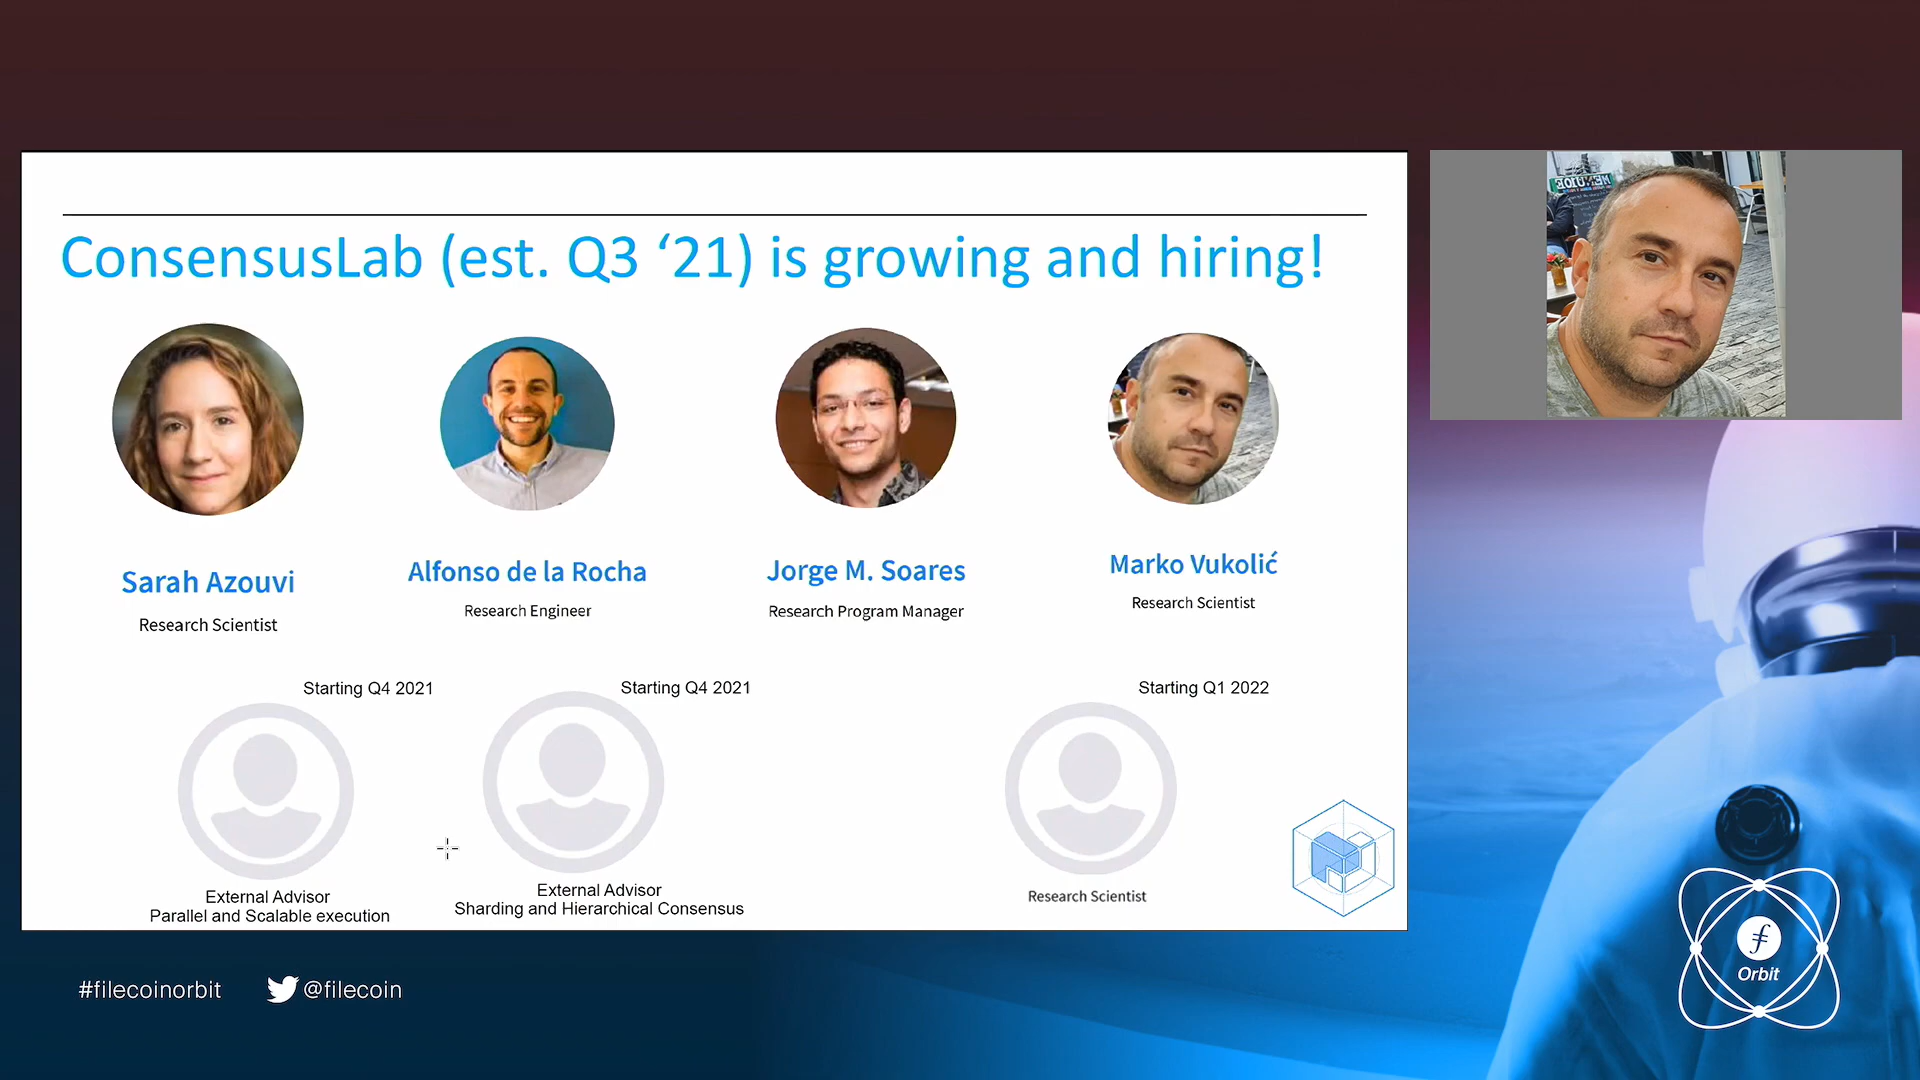 ConsensusLab (est. Q3 ‘21) is growing and hiring!
Sarah Azouvi
Research Scientist
Alfonso de la Rocha
Research Engineer
Jorge M. Soares
Research Program Manager
Marko Vukolić
Research Scientist
Starting Q4 2021
External Advisor
Parallel and Scalable execution
Starting Q4 2021
External Advisor
Sharding and Hierarchical Consensus
Starting Q1 2022
Research Scientist
#filecoinorbit
@filecoin
Orbit